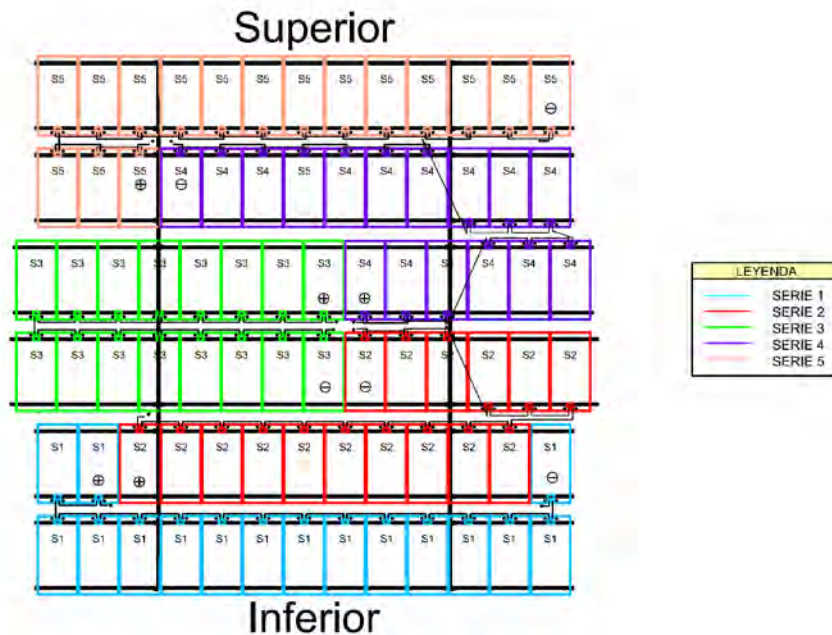 Superior
S5 S5 S5 S5 S5 S5 S5 S5 S5 S5 S5 S5 S5
⊖
S5 S5 S5 S4 S4 S4 S4 S4 S4 S4 S4 S4 S4
⊕ ⊖
S3 S3 S3 S3 S3 S3 S3 S3 S4 S4 S4 S4 S4 S4
⊕ ⊕
S3 S3 S3 S3 S3 S3 S3 S3 S2 S2 S2 S2 S2 S2
⊖ ⊖
S1 S1 S2 S2 S2 S2 S2 S2 S2 S2 S2 S2 S1
⊕ ⊕ ⊖
S1 S1 S1 S1 S1 S1 S1 S1 S1 S1 S1 S1 S1
Inferior
LEYENDA
SERIE 1
SERIE 2
SERIE 3
SERIE 4
SERIE 5